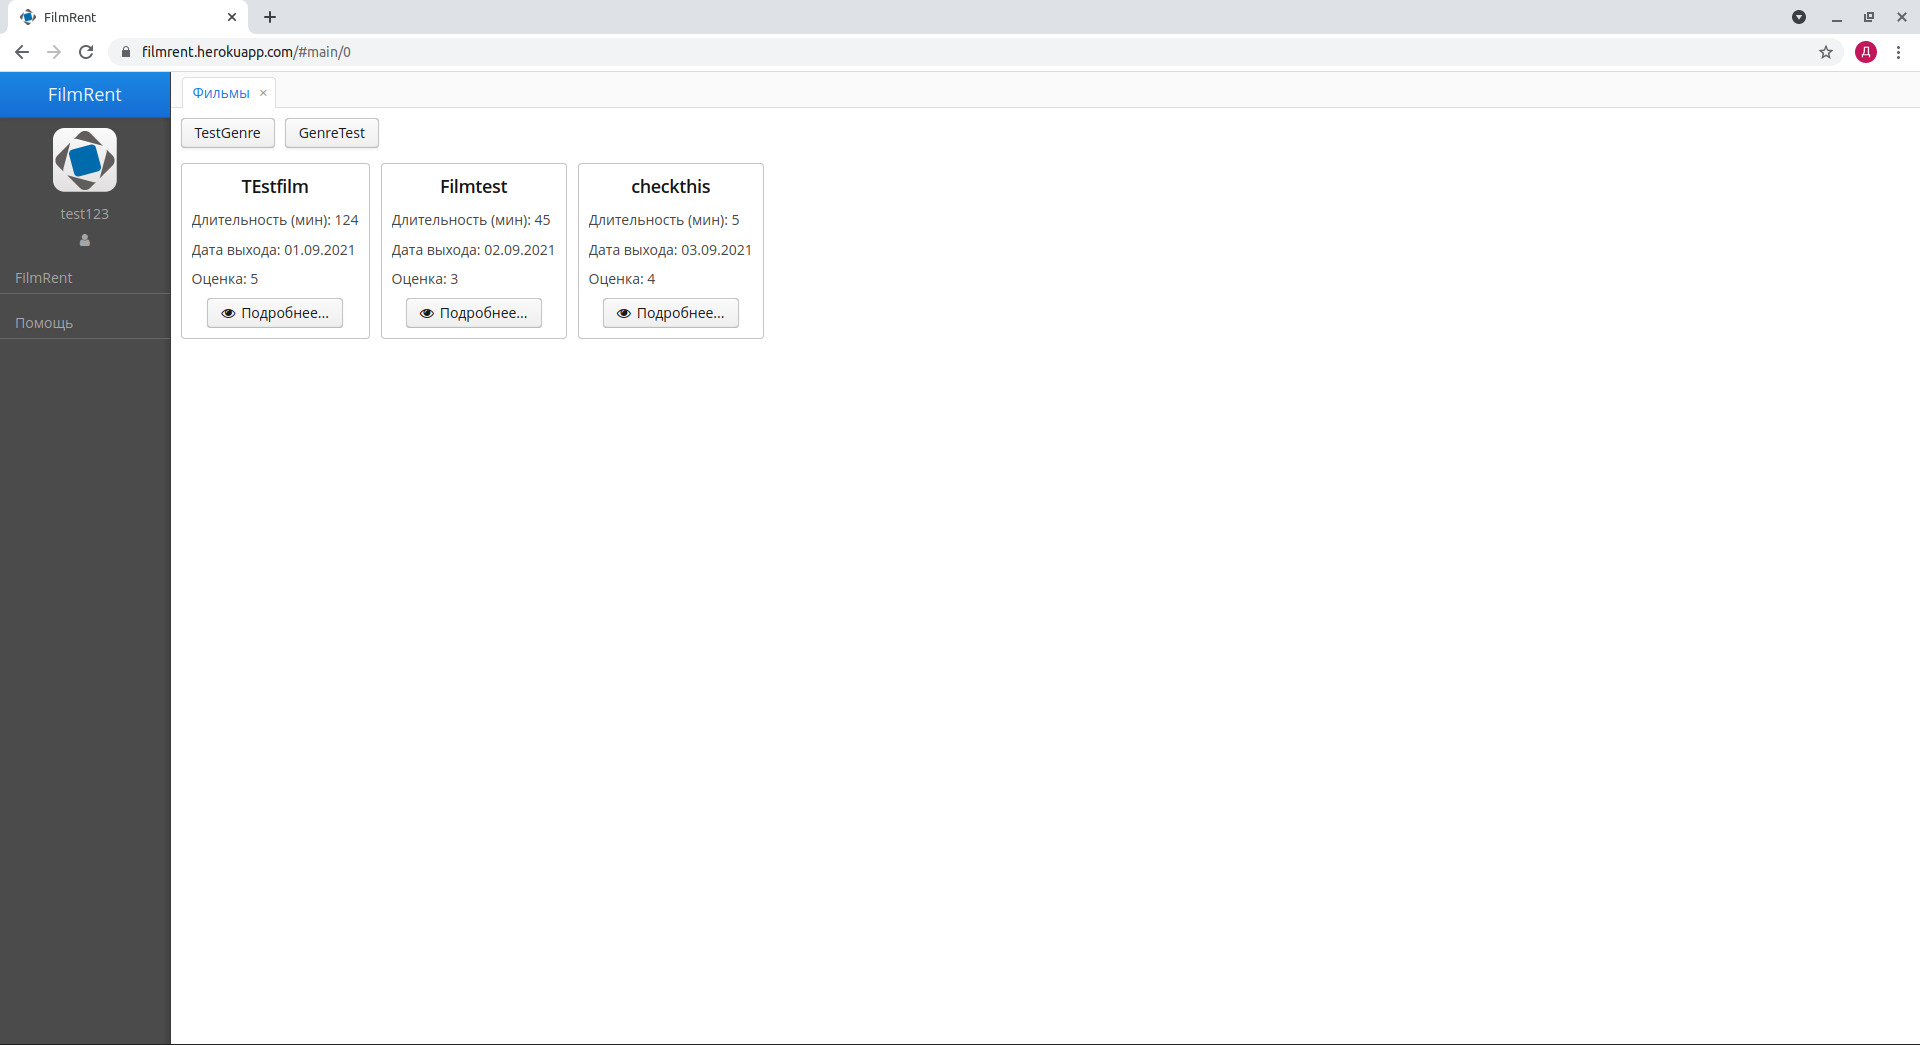 FilmRent
filmrent.herokuapp.com/#main/0
Д
FilmRent
Фильмы
test123
FilmRent
Помощь
TestGenre
GenreTest
TEstfilm
Длительность (мин): 124
Дата выхода: 01.09.2021
Оценка: 5
Подробнее...
Filmtest
Длительность (мин): 45
Дата выхода: 02.09.2021
Оценка: 3
Подробнее...
checkthis
Длительность (мин): 5
Дата выхода: 03.09.2021
Оценка: 4
Подробнее...